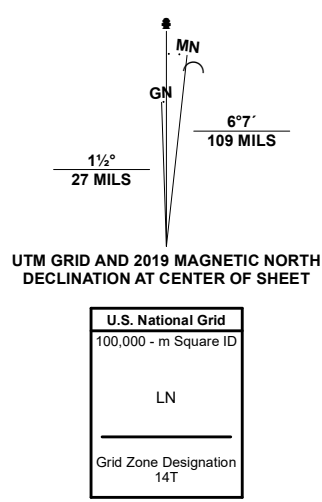 MN
GN
6°7´
109 MILS
1½°
27 MILS
UTM GRID AND 2019 MAGNETIC NORTH
DECLINATION AT CENTER OF SHEET
U.S. National Grid
100,000 - m Square ID
LN
Grid Zone Designation
14T